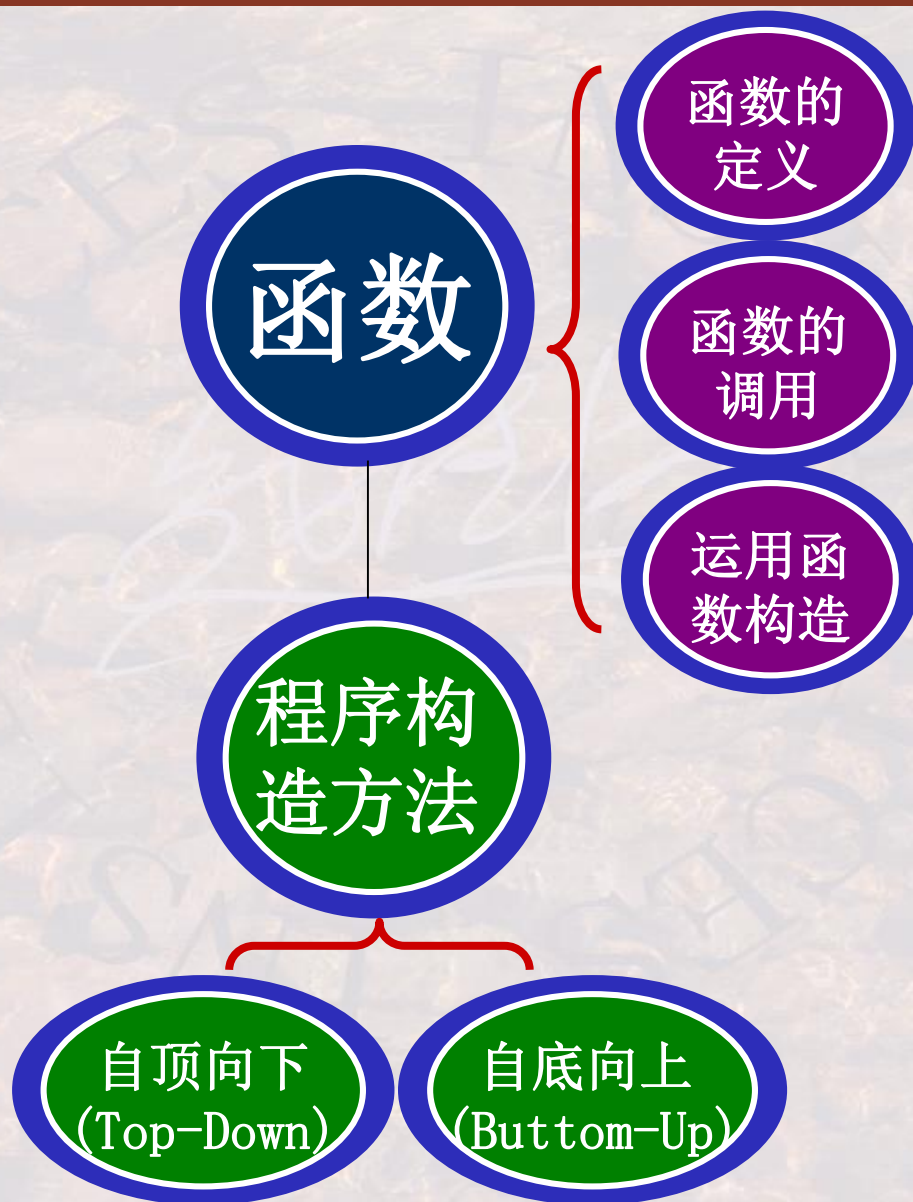 函数
函数的
定义
函数的
调用
运用函
数构造
程序构
造方法
自顶向下
(Top-Down)
自底向上
(Buttom-Up)